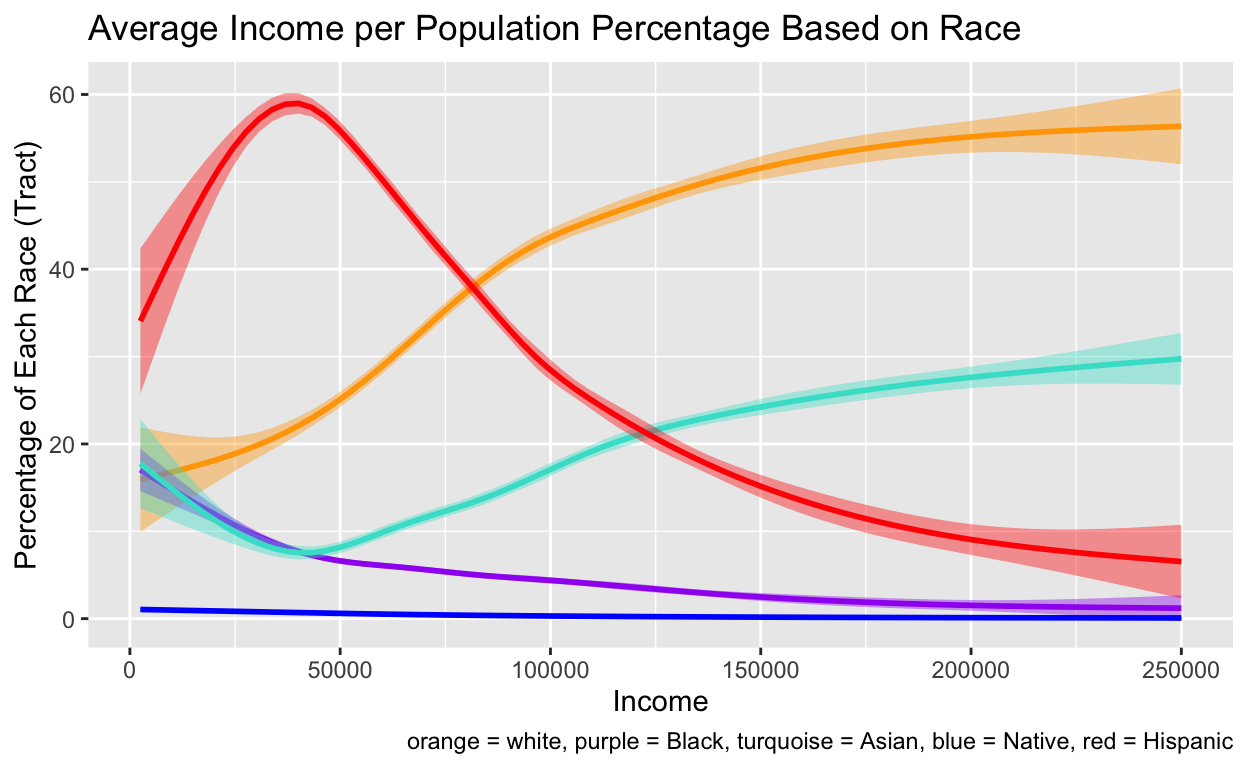 Average Income per Population Percentage Based on Race
Percentage of Each Race (Tract)
60
40
20
0
0 50000 100000 150000 200000 250000
Income
orange = white, purple = Black, turquoise = Asian, blue = Native, red = Hispanic